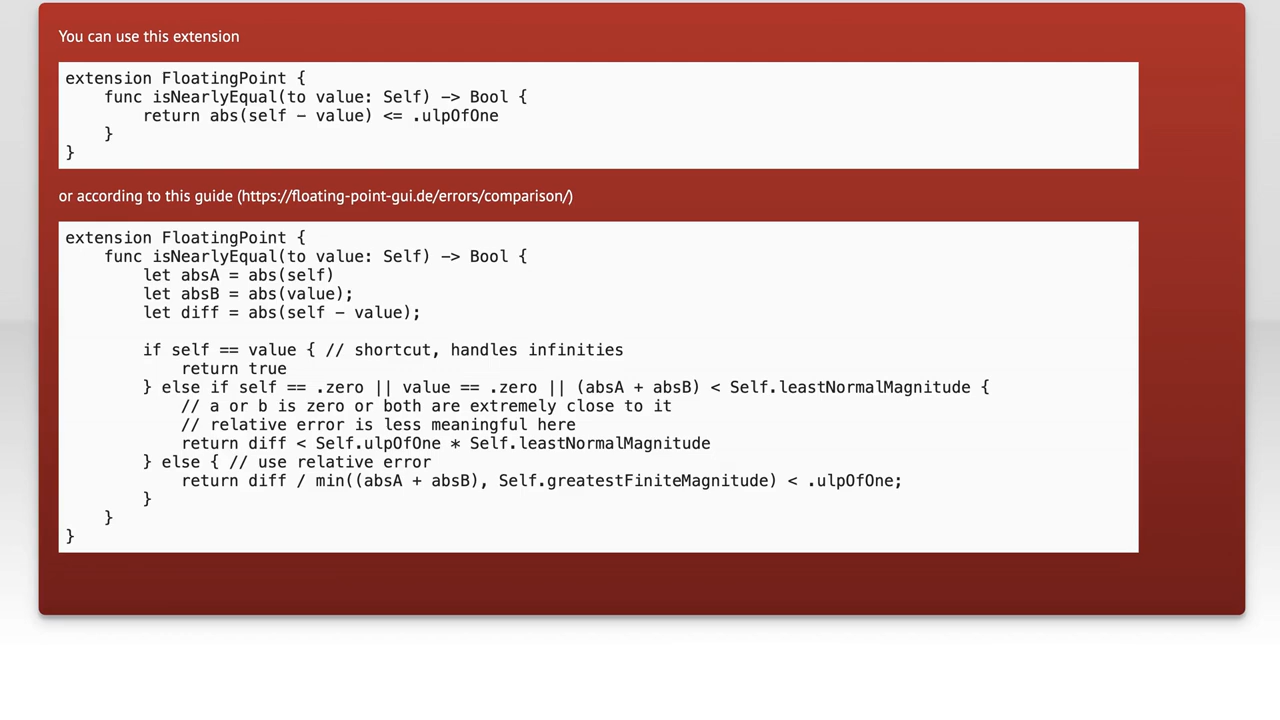 You can use this extension
extension FloatingPoint {
    func isNearlyEqual(to value: Self) -> Bool {
        return abs(self - value) <= .ulpOfOne
    }
}
or according to this guide (https://floating-point-gui.de/errors/comparison/)
extension FloatingPoint {
    func isNearlyEqual(to value: Self) -> Bool {
        let absA = abs(self)
        let absB = abs(value);
        let diff = abs(self - value);
        if self == value { // shortcut, handles infinities
            return true
        } else if self == .zero || value == .zero || (absA + absB) < Self.leastNormalMagnitude {
            // a or b is zero or both are extremely close to it
            // relative error is less meaningful here
            return diff < Self.ulpOfOne * Self.leastNormalMagnitude
        } else { // use relative error
            return diff / min((absA + absB), Self.greatestFiniteMagnitude) < .ulpOfOne;
        }
    }
}